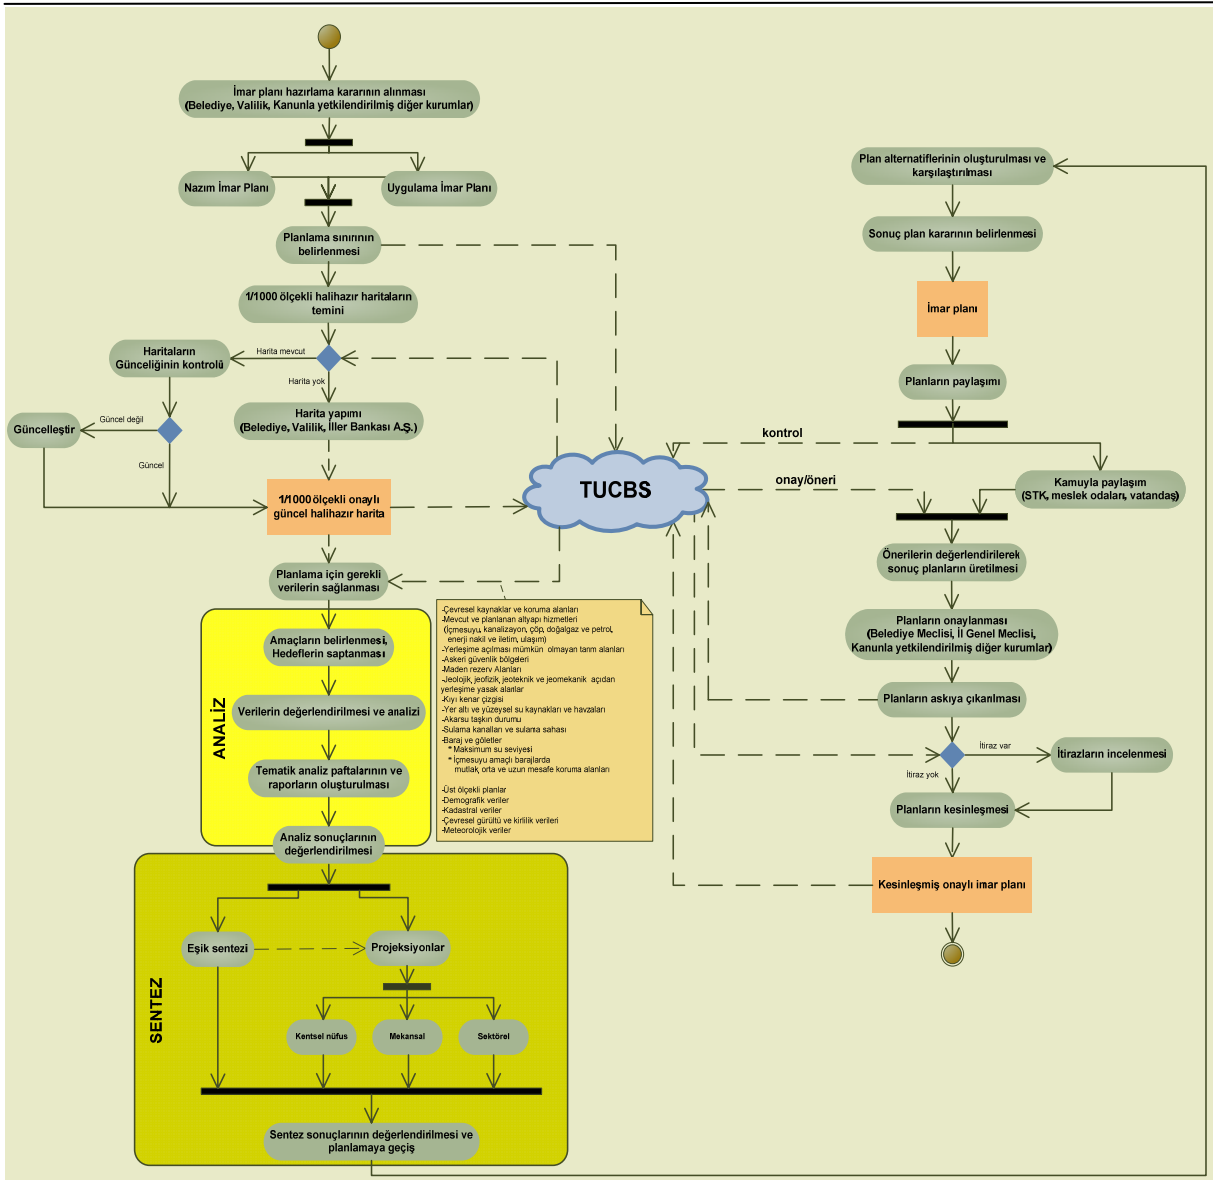 İmar planı hazırlama kararının alınması
(Belediye, Valilik, Kanunla yetkilendirilmiş diğer kurumlar)
Nazım İmar Planı
Uygulama İmar Planı
Planlama sınırının
belirlenmesi
1/1000 ölçekli halihazır haritaların
temini
Harita mevcut
Haritaların
Günceliğinin kontrolü
Harita yok
Harita yapımı
(Belediye, Valilik, İller Bankası A.Ş.)
Güncel değil
Güncelleştir
Güncel
1/1000 ölçekli onaylı
güncel halihazır harita
TUCBS
Planlama için gerekli
verilerin sağlanması
ANALİZ
Amaçların belirlenmesi,
Hedeflerin saptanması
Verilerin değerlendirilmesi ve analizi
Tematik analiz paftalarının ve
raporların oluşturulması
Analiz sonuçlarının
değerlendirilmesi
-Çevresel kaynaklar ve koruma alanları
-Mevcut ve planlanan altyapı hizmetleri
(İçmesuyu, kanalizayon, çöp, doğalgaz ve petrol,
enerji nakil ve iletim, ulaşım)
-Yerleşime açılması mümkün olmayan tarım alanları
-Askeri güvenlik bölgeleri
-Maden rezerv Alanları
-Jeolojik, jeofizik, jeoteknik ve jeomekanik açıdan
yerleşime yasak alanlar
-Kıyı kenar çizgisi
-Yer altı ve yüzeysel su kaynakları ve havzaları
-Akarsu taşkın durumu
-Sulama kanalları ve sulama sahası
-Baraj ve göletler
* Maksimum su seviyesi
* İçmesuyu amaçlı barajlarda
mutlak, orta ve uzun mesafe koruma alanları
-Üst ölçekli planlar
-Demografik veriler
-Kadastral veriler
-Çevresel gürültü ve kirlilik verileri
-Meteorolojik veriler
SENTEZ
Eşik sentezi
Projeksiyonlar
Kentsel nüfus
Mekansal
Sektörel
Sentez sonuçlarının değerlendirilmesi ve
planlamaya geçiş
Plan alternatiflerinin oluşturulması ve
karşılaştırılması
Sonuç plan kararının belirlenmesi
İmar planı
Planların paylaşımı
kontrol
onay/öneri
Kamuyla paylaşım
(STK, meslek odaları, vatandaş)
Önerilerin değerlendirilerek
sonuç planların üretilmesi
Planların onaylanması
(Belediye Meclisi, İl Genel Meclisi,
Kanunla yetkilendirilmiş diğer kurumlar)
Planların askıya çıkarılması
İtiraz var
İtirazların incelenmesi
İtiraz yok
Planların kesinleşmesi
Kesinleşmiş onaylı imar planı